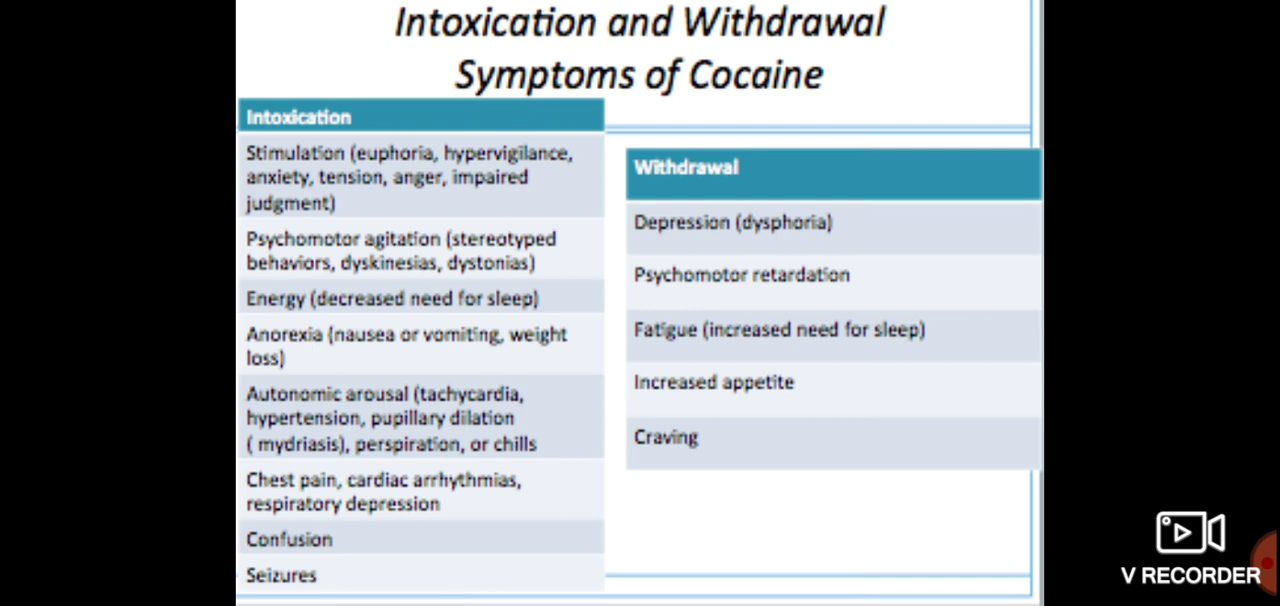 Intoxication and Withdrawal
Symptoms of Cocaine
Intoxication
Stimulation (euphoria, hypervigilance,
anxiety, tension, anger, impaired
judgment)
Psychomotor agitation (stereotyped
behaviors, dyskinesias, dystonias)
Energy (decreased need for sleep)
Anorexia (nausea or vomiting, weight
loss)
Autonomic arousal (tachycardia,
hypertension, pupillary dilation
( mydriasis), perspiration, or chills
Chest pain, cardiac arrhythmias,
respiratory depression
Confusion
Seizures
Withdrawal
Depression (dysphoria)
Psychomotor retardation
Fatigue (increased need for sleep)
Increased appetite
Craving
V RECORDER